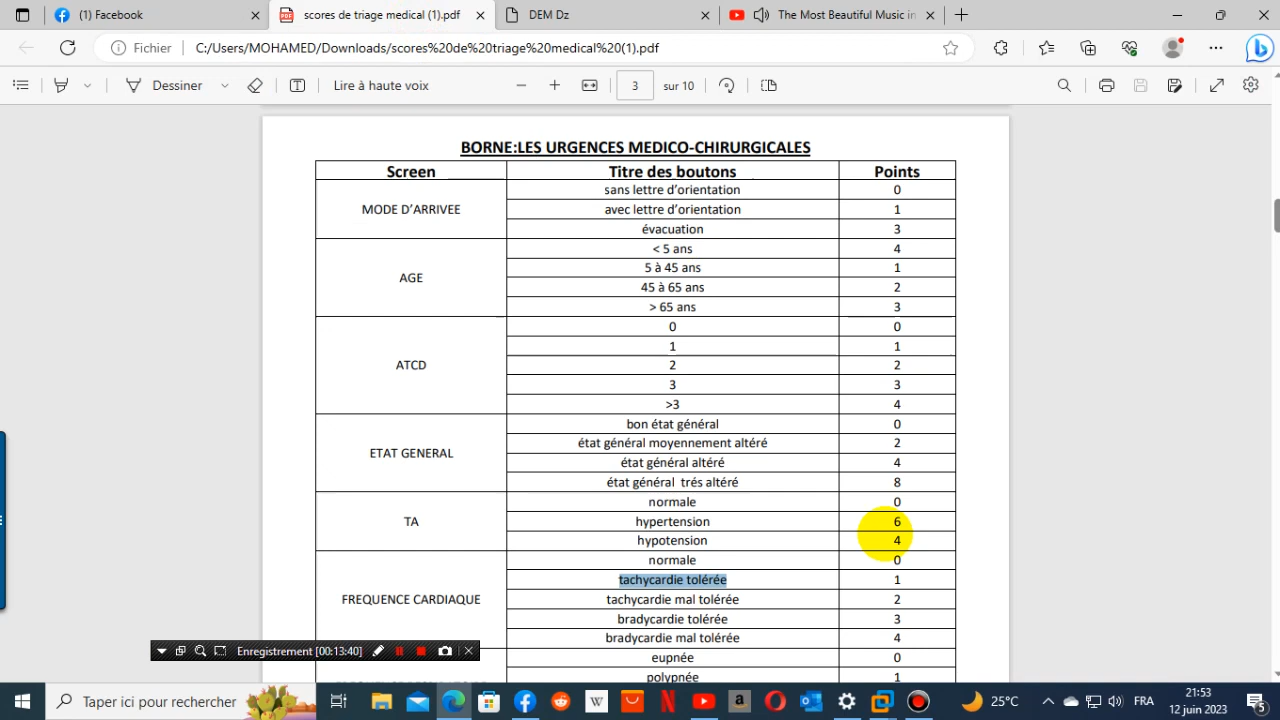 (1) Facebook
scores de triage medical (1).pdf
DEM Dz
The Most Beautiful Music in
Fichier
C:/Users/MOHAMED/Downloads/scores%20de%20triage%20medical%20(1).pdf
Dessiner
Lire à haute voix
3 sur 10
BORNE:LES URGENCES MEDICO-CHIRURGICALES
Screen Titre des boutons Points
MODE D’ARRIVEE
sans lettre d’orientation 0
avec lettre d’orientation 1
évacuation 3
AGE
< 5 ans 4
5 à 45 ans 1
45 à 65 ans 2
> 65 ans 3
ATCD
0 0
1 1
2 2
3 3
>3 4
ETAT GENERAL
bon état général 0
état général moyennement altéré 2
état général altéré 4
état général trés altéré 8
TA
normale 0
hypertension 6
hypotension 4
FREQUENCE CARDIAQUE
normale 0
tachycardie tolérée 1
tachycardie mal tolérée 2
bradycardie tolérée 3
bradycardie mal tolérée 4
eupnée 0
polypnée 1
Enregistrement [00:13:40]
Taper ici pour rechercher
25°C
FRA
21:53
12 juin 2023
5